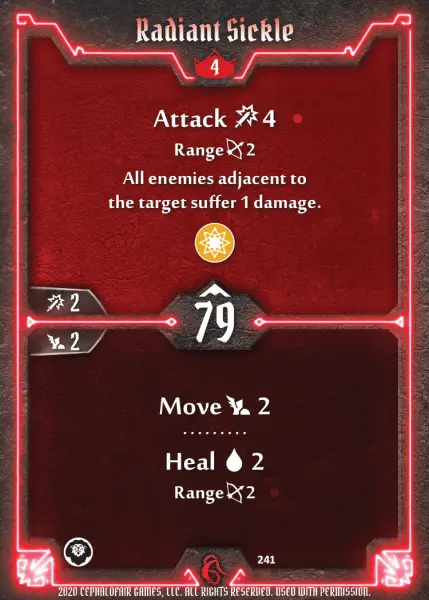 Radiant Sickle
4
Attack 4
Range 2
All enemies adjacent to
the target suffer 1 damage.
2
79
2
Move 2
Heal 2
Range 2
241
2020 CEPHALOFAIR GAMES, LLC. ALL RIGHTS RESERVED. USED WITH PERMISSION.